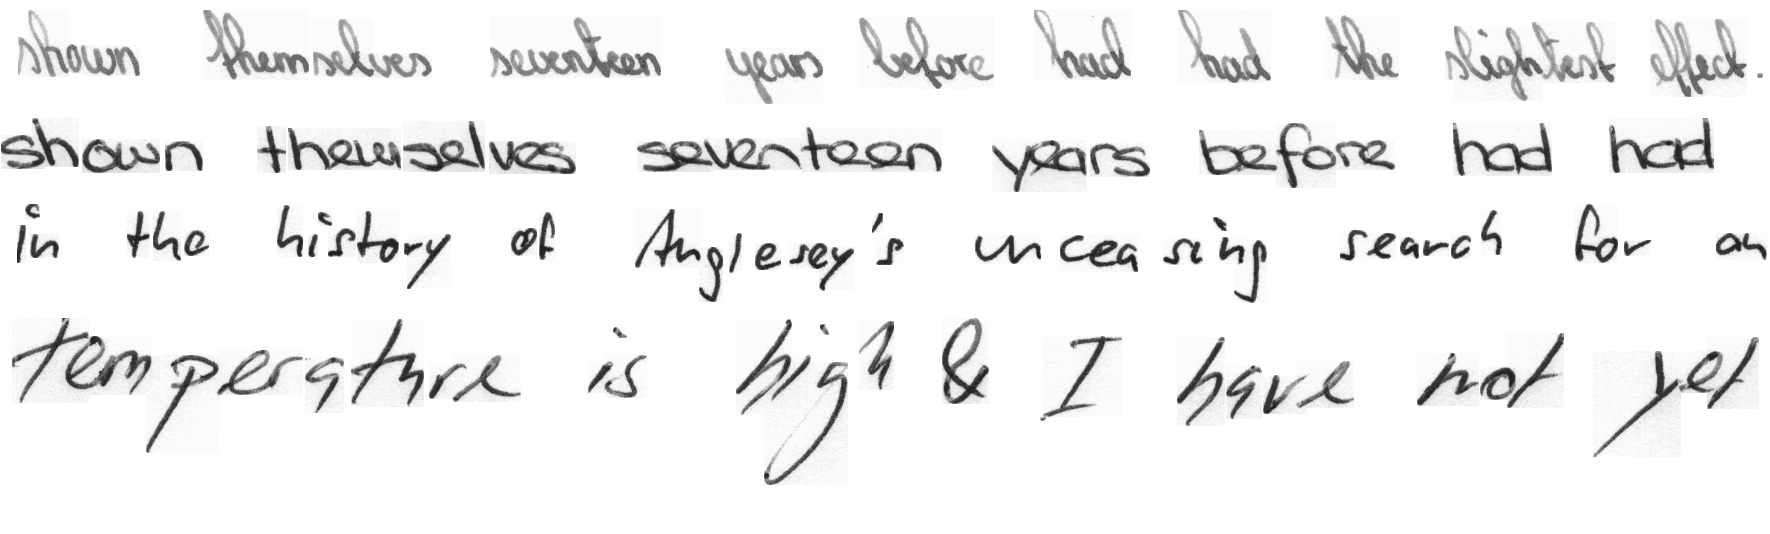 shown themselves seventeen years before had had the slightest effect.
shown themselves seventeen years before had had
in the history of Anglesey's unceasing search for an
temperature is high & I have not yet